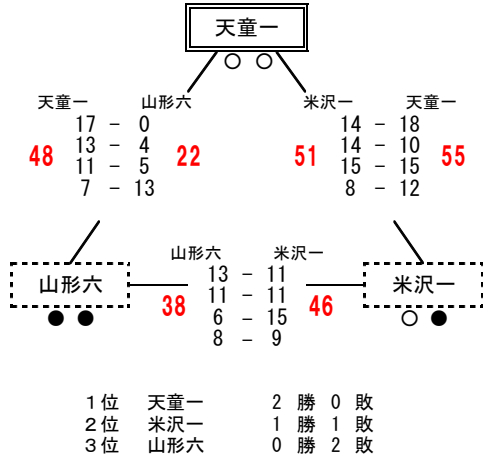 天童一
○ ○
天童一 山形六
17 - 0
13 - 4
48 11 - 5 22
7 - 13
米沢一 天童一
14 - 18
14 - 10
51 15 - 15 55
8 - 12
山形六 米沢一
山形六 13 - 11 米沢一
11 - 11
38 6 - 15 46
● ● 8 - 9 ○ ●
1位 天童一 2 勝 0 敗
2位 米沢一 1 勝 1 敗
3位 山形六 0 勝 2 敗